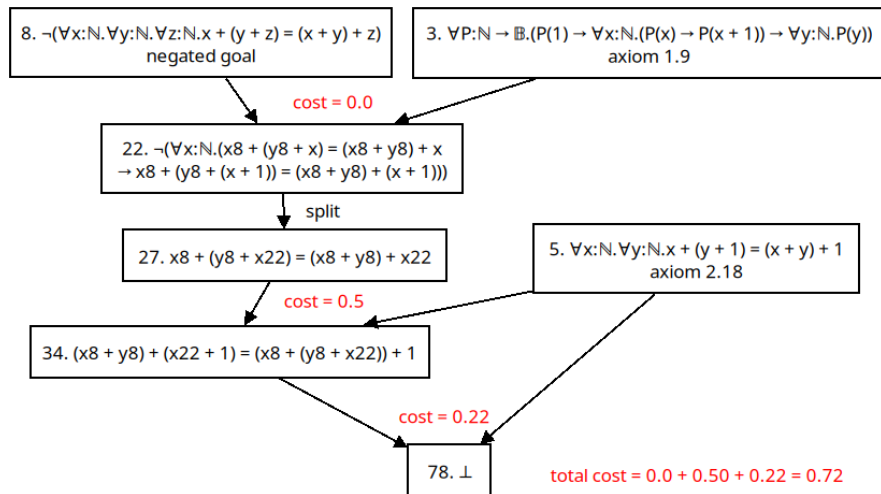 8. ¬(∀x:ℕ.∀y:ℕ.∀z:ℕ.x + (y + z) = (x + y) + z)
negated goal
3. ∀P:ℕ → 𝔹.(P(1) → ∀x:ℕ.(P(x) → P(x + 1)) → ∀y:ℕ.P(y))
axiom 1.9
cost = 0.0
22. ¬(∀x:ℕ.(x8 + (y8 + x) = (x8 + y8) + x
→ x8 + (y8 + (x + 1)) = (x8 + y8) + (x + 1)))
split
27. x8 + (y8 + x22) = (x8 + y8) + x22
5. ∀x:ℕ.∀y:ℕ.x + (y + 1) = (x + y) + 1
axiom 2.18
cost = 0.5
34. (x8 + y8) + (x22 + 1) = (x8 + (y8 + x22)) + 1
cost = 0.22
78. ⊥
total cost = 0.0 + 0.50 + 0.22 = 0.72